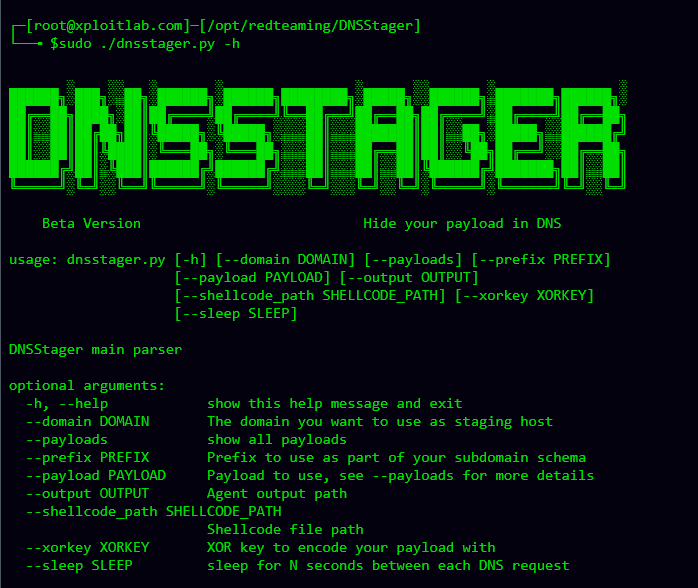 ┌─[root@xploitlab.com]─[/opt/redteaming/DNSStager]
└──╼ $sudo ./dnsstager.py -h
DNSSTAGER
Beta Version Hide your payload in DNS
usage: dnsstager.py [-h] [--domain DOMAIN] [--payloads] [--prefix PREFIX]
[--payload PAYLOAD] [--output OUTPUT]
[--shellcode_path SHELLCODE_PATH] [--xorkey XORKEY]
[--sleep SLEEP]
DNSStager main parser
optional arguments:
-h, --help show this help message and exit
--domain DOMAIN The domain you want to use as staging host
--payloads show all payloads
--prefix PREFIX Prefix to use as part of your subdomain schema
--payload PAYLOAD Payload to use, see --payloads for more details
--output OUTPUT Agent output path
--shellcode_path SHELLCODE_PATH
Shellcode file path
--xorkey XORKEY XOR key to encode your payload with
--sleep SLEEP sleep for N seconds between each DNS request